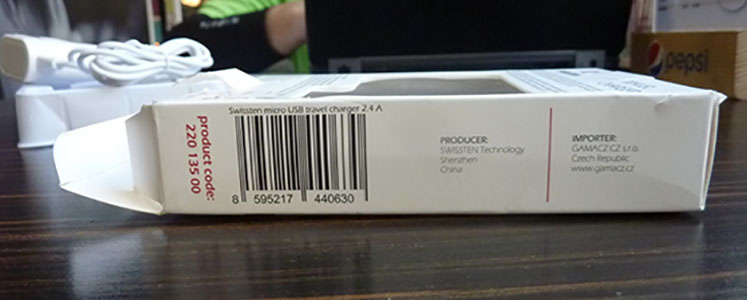 product code:
220 135 00
Swissten micro USB travel charger 2.4 A
8 595217 440630
PRODUCER:
SWISSTEN Technology
Shenzhen
China
IMPORTER:
GAMACZ CZ s.r.o.
Czech Republic
www.gamacz.cz
pepsi